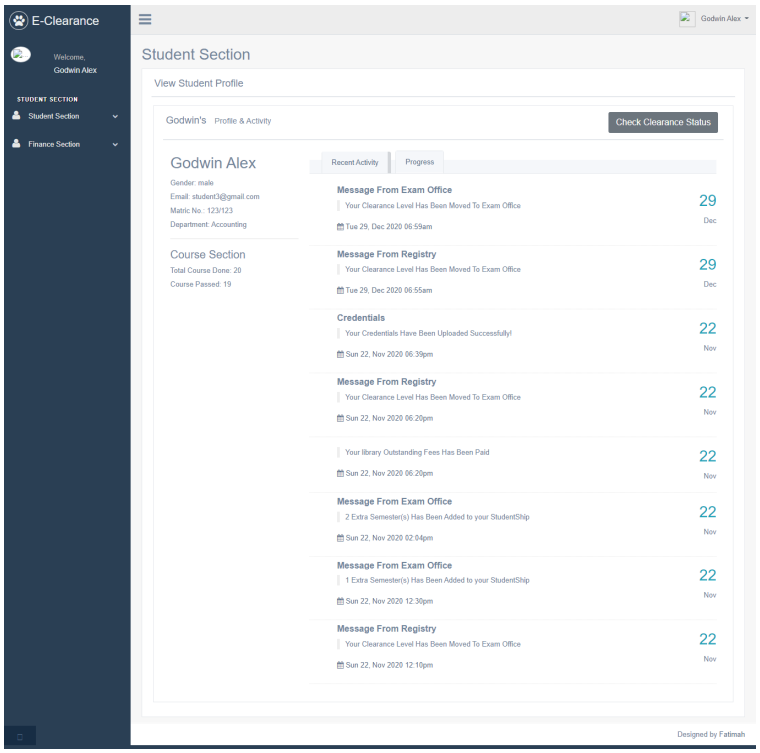 E-Clearance
Godwin Alex
Welcome,
Godwin Alex
STUDENT SECTION
Student Section
Finance Section
Student Section
View Student Profile
Godwin's Profile & Activity
Check Clearance Status
Godwin Alex
Gender: male
Email: student3@gmail.com
Matric No.: 123/123
Department: Accounting
Course Section
Total Course Done: 20
Course Passed: 19
Recent Activity
Progress
Message From Exam Office
Your Clearance Level Has Been Moved To Exam Office
Tue 29, Dec 2020 06:59am
29
Dec
Message From Registry
Your Clearance Level Has Been Moved To Exam Office
Tue 29, Dec 2020 06:55am
29
Dec
Credentials
Your Credentials Have Been Uploaded Successfully!
Sun 22, Nov 2020 06:39pm
22
Nov
Message From Registry
Your Clearance Level Has Been Moved To Exam Office
Sun 22, Nov 2020 06:20pm
22
Nov
Your library Outstanding Fees Has Been Paid
Sun 22, Nov 2020 06:20pm
22
Nov
Message From Exam Office
2 Extra Semester(s) Has Been Added to your StudentShip
Sun 22, Nov 2020 02:04pm
22
Nov
Message From Exam Office
1 Extra Semester(s) Has Been Added to your StudentShip
Sun 22, Nov 2020 12:30pm
22
Nov
Message From Registry
Your Clearance Level Has Been Moved To Exam Office
Sun 22, Nov 2020 12:10pm
22
Nov
Designed by Fatimah